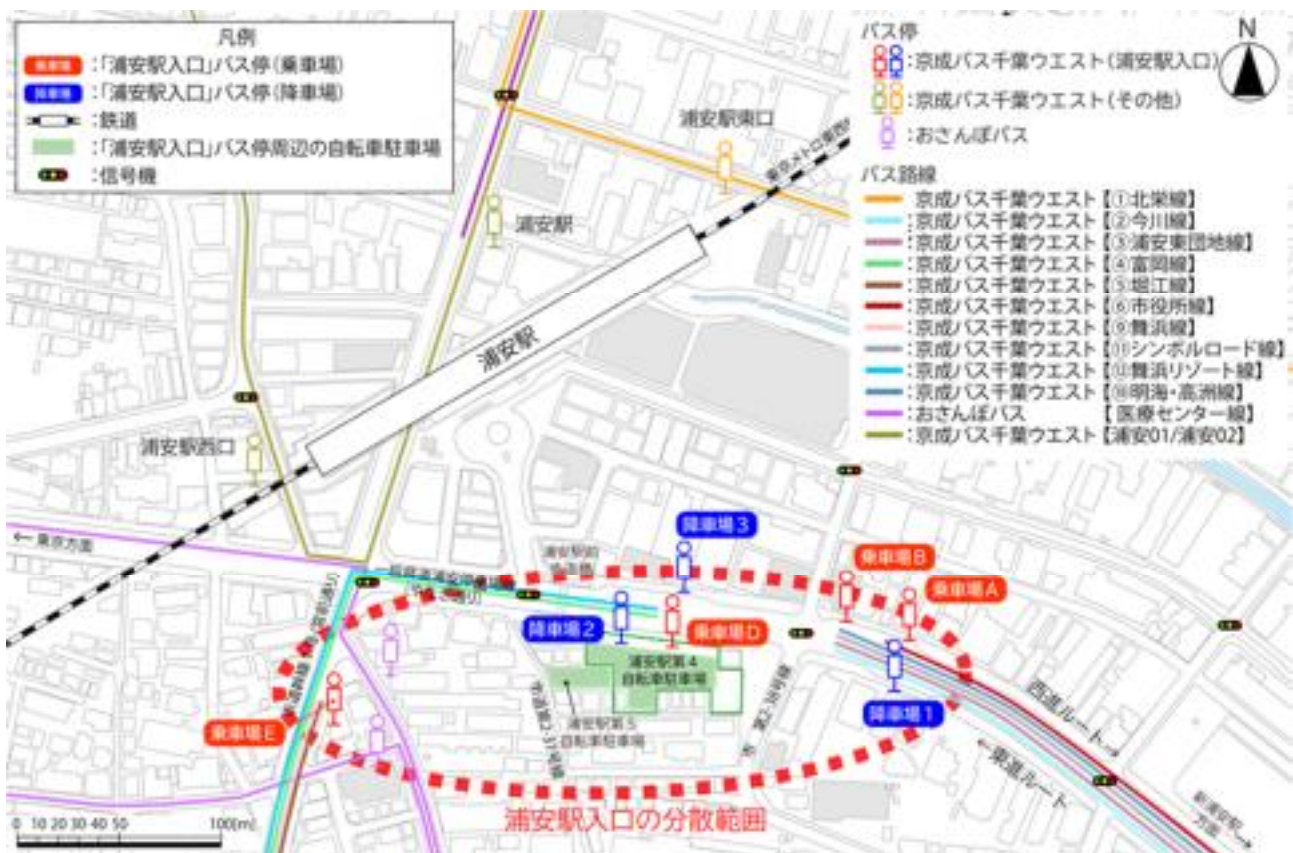 凡例
乗車場 :「浦安駅入口」バス停(乗車場)
降車場 :「浦安駅入口」バス停(降車場)
:鉄道
:「浦安駅入口」バス停周辺の自転車駐車場
:信号機
バス停
:京成バス千葉ウエスト(浦安駅入口)
:京成バス千葉ウエスト(その他)
:おさんぽバス
N
バス路線
京成バス千葉ウエスト【①北栄線】
:京成バス千葉ウエスト【②今川線】
:京成バス千葉ウエスト【③浦安東団地線】
:京成バス千葉ウエスト【④富岡線】
:京成バス千葉ウエスト【⑤堀江線】
:京成バス千葉ウエスト【⑥市役所線】
:京成バス千葉ウエスト【⑨舞浜線】
:京成バス千葉ウエスト【⑪シンボルロード線】
:京成バス千葉ウエスト【⑫舞浜リゾート線】
:京成バス千葉ウエスト【⑱明海・高洲線】
:おさんぽバス 【医療センター線】
:京成バス千葉ウエスト【浦安01/浦安02】
浦安駅東口
浦安駅
浦安駅
浦安駅西口
← 東京方面
降車場3
乗車場B
乗車場A
降車場2
乗車場D
浦安駅第4
自転車駐車場
降車場1
浦安駅第5
自転車駐車場
市道第2-31号線
乗車場E
西進ルート→
←東進ルート
新浦安駅
方面
浦安駅入口の分散範囲
0 10 20 30 40 50 100[m]